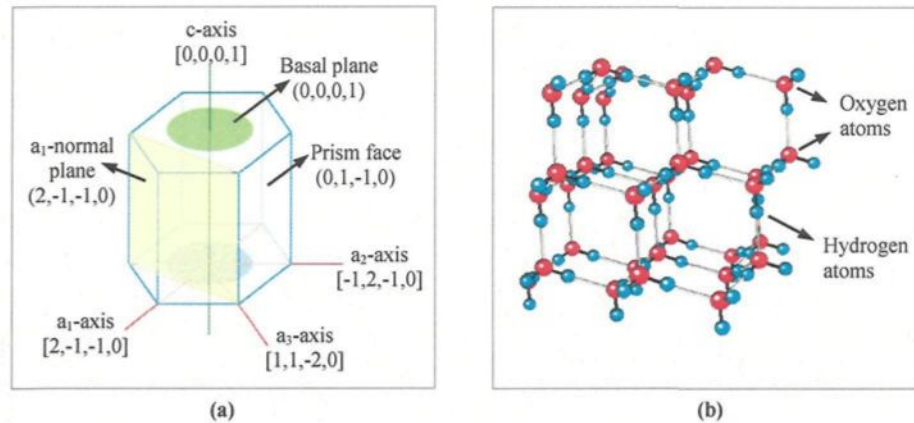 c-axis
[0,0,0,1]
Basal plane
(0,0,0,1)
a₁-normal
plane
(2,-1,-1,0)
Prism face
(0,1,-1,0)
a₂-axis
[-1,2,-1,0]
a₁-axis
[2,-1,-1,0]
a₃-axis
[1,1,-2,0]
(a)
Oxygen
atoms
Hydrogen
atoms
(b)